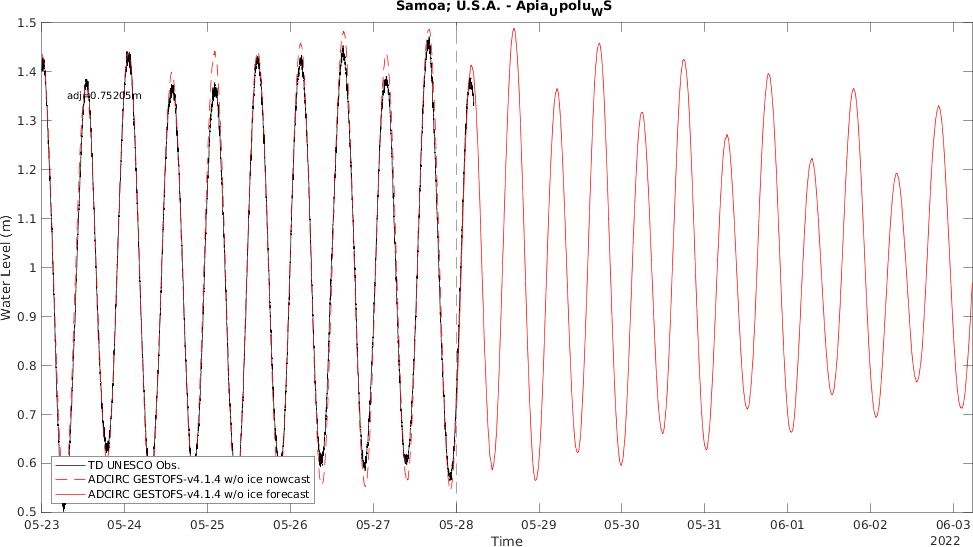 Samoa; U.S.A. - Apia_Upolu_WS
1.5
1.4
adj=0.75205m
1.3
1.2
1.1
Water Level (m)
1
0.9
0.8
0.7
0.6
0.5
TD UNESCO Obs.
ADCIRC GESTOFS-v4.1.4 w/o ice nowcast
ADCIRC GESTOFS-v4.1.4 w/o ice forecast
05-23 05-24 05-25 05-26 05-27 05-28 05-29 05-30 05-31 06-01 06-02 06-03
Time
2022